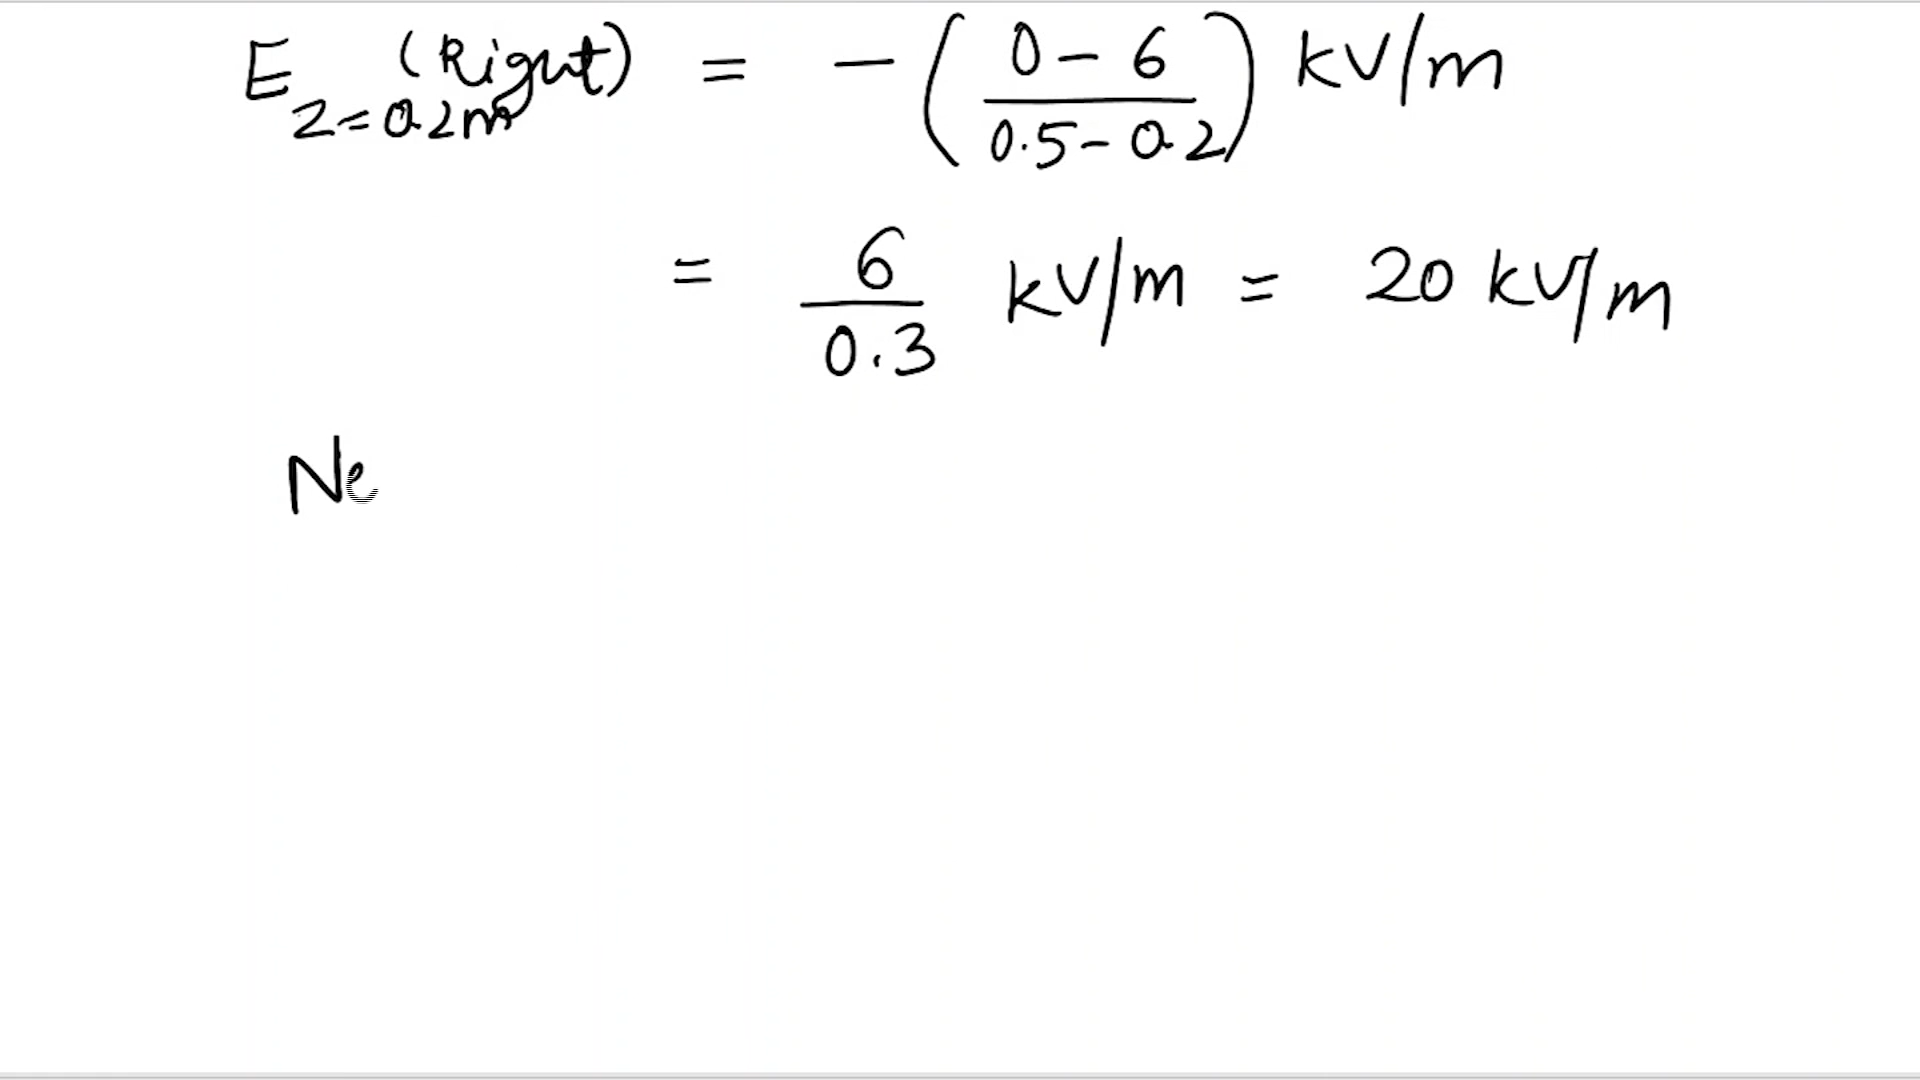 E_{z=0.2m} (Right) = -((0-6)/(0.5-0.2)) kV/m
= 6/0.3 kV/m = 20 kV/m
Ne